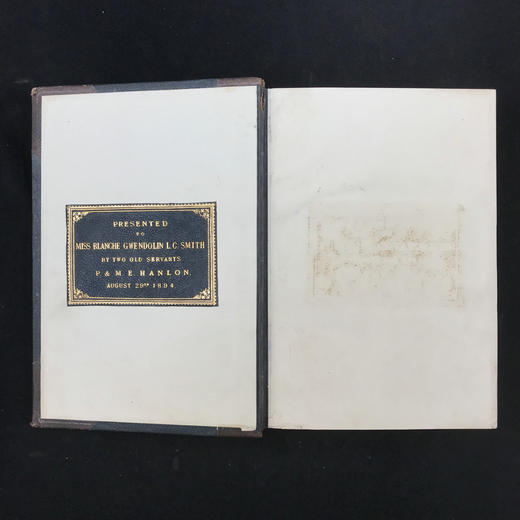 PRESENTED
TO
MISS BLANCHE GWENDOLIN L.C. SMITH
BY TWO OLD SERVANTS
P. & M.E. HANLON.
AUGUST 29TH 1894